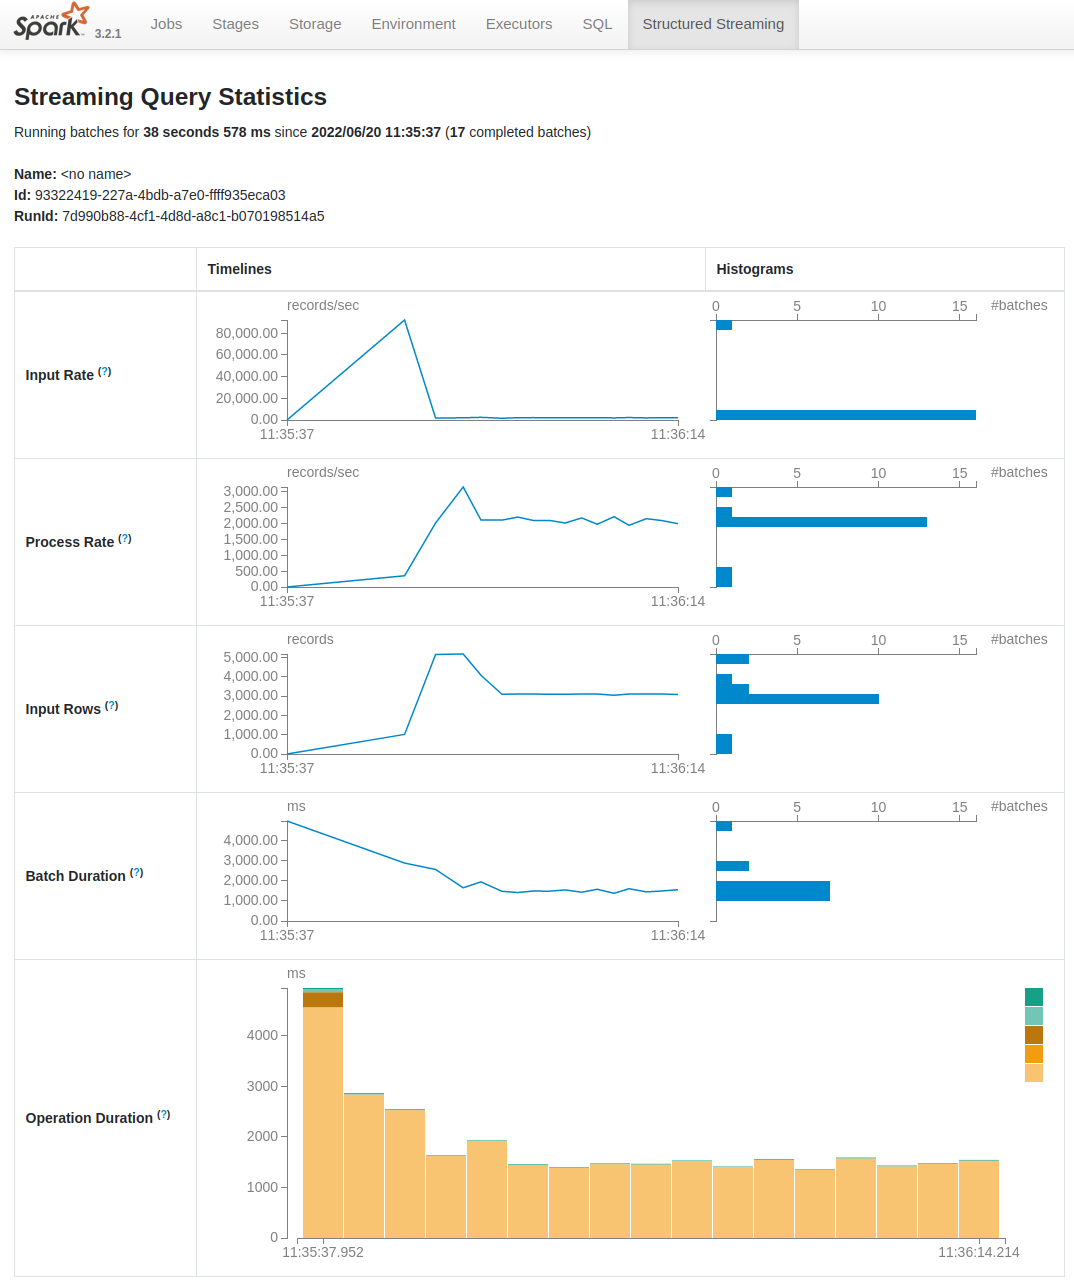 APACHE
Spark 3.2.1 Jobs Stages Storage Environment Executors SQL Structured Streaming
Streaming Query Statistics
Running batches for 38 seconds 578 ms since 2022/06/20 11:35:37 (17 completed batches)
Name: <no name>
Id: 93322419-227a-4bdb-a7e0-ffff935eca03
RunId: 7d990b88-4cf1-4d8d-a8c1-b070198514a5
Timelines Histograms
records/sec 0 5 10 15 #batches
80,000.00
60,000.00
Input Rate (?) 40,000.00
20,000.00
0.00
11:35:37 11:36:14
records/sec 0 5 10 15 #batches
3,000.00
2,500.00
2,000.00
Process Rate (?) 1,500.00
1,000.00
500.00
0.00
11:35:37 11:36:14
records 0 5 10 15 #batches
5,000.00
4,000.00
Input Rows (?) 3,000.00
2,000.00
1,000.00
0.00
11:35:37 11:36:14
ms 0 5 10 15 #batches
4,000.00
3,000.00
Batch Duration (?) 2,000.00
1,000.00
0.00
11:35:37 11:36:14
ms
4000
3000
Operation Duration (?)
2000
1000
0
11:35:37.952 11:36:14.214